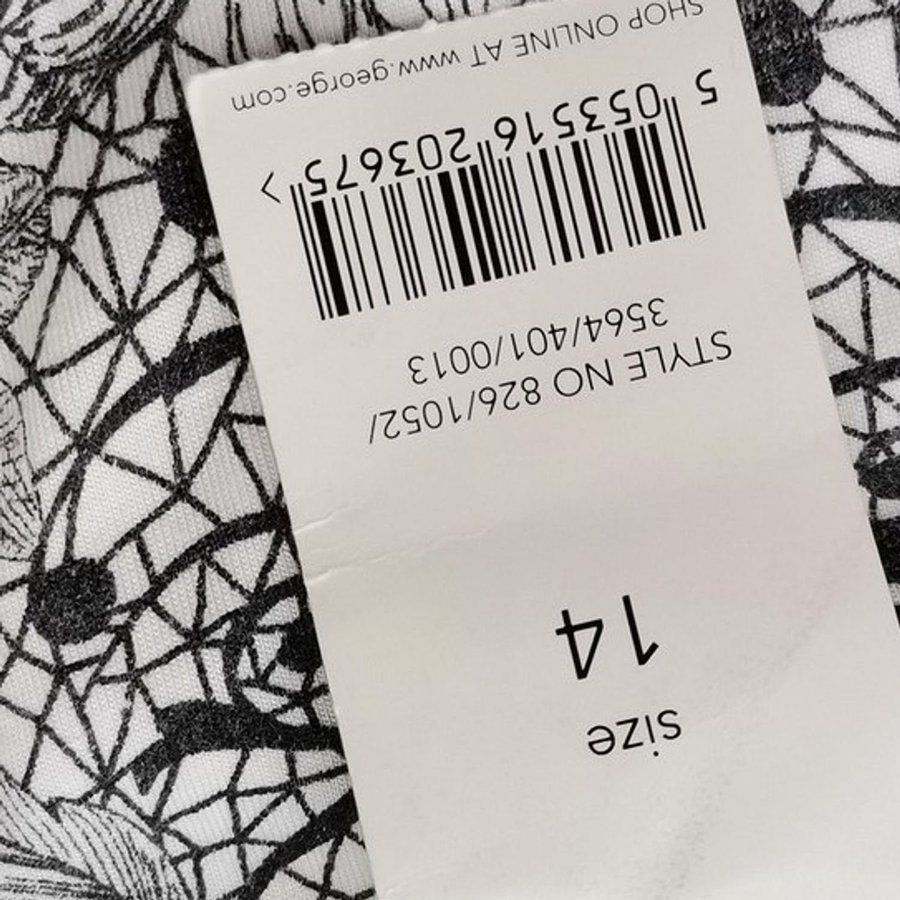 size
14
STYLE NO 826/1052/
3564/401/0013
5 053516 203675 >
SHOP ONLINE AT www.george.com